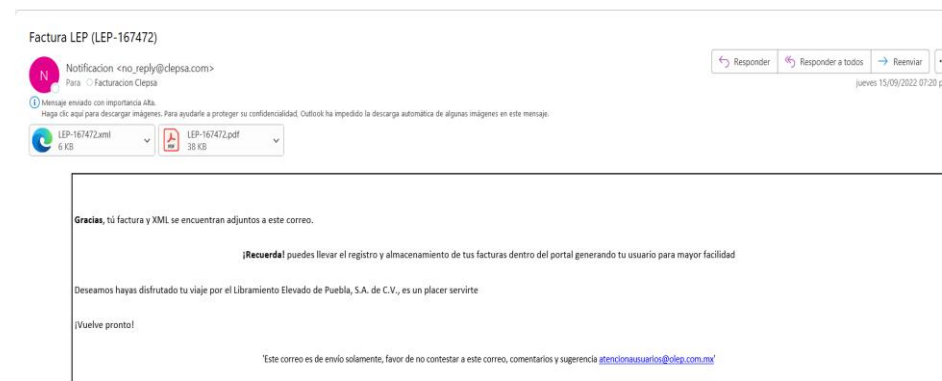 Factura LEP (LEP-167472)
N
Notificacion <no_reply@clepsa.com>
Para Facturacion Clepsa
Responder
Responder a todos
Reenviar
jueves 15/09/2022 07:20
Mensaje enviado con importancia Alta.
Haga clic aquí para descargar imágenes. Para ayudarle a proteger su confidencialidad, Outlook ha impedido la descarga automática de algunas imágenes en este mensaje.
LEP-167472.xml
6 KB
LEP-167472.pdf
38 KB
Gracias, tú factura y XML se encuentran adjuntos a este correo.
¡Recuerda! puedes llevar el registro y almacenamiento de tus facturas dentro del portal generando tu usuario para mayor facilidad
Deseamos hayas disfrutado tu viaje por el Libramiento Elevado de Puebla, S.A. de C.V., es un placer servirte
¡Vuelve pronto!
'Este correo es de envío solamente, favor de no contestar a este correo, comentarios y sugerencia atencionausuarios@olep.com.mx'